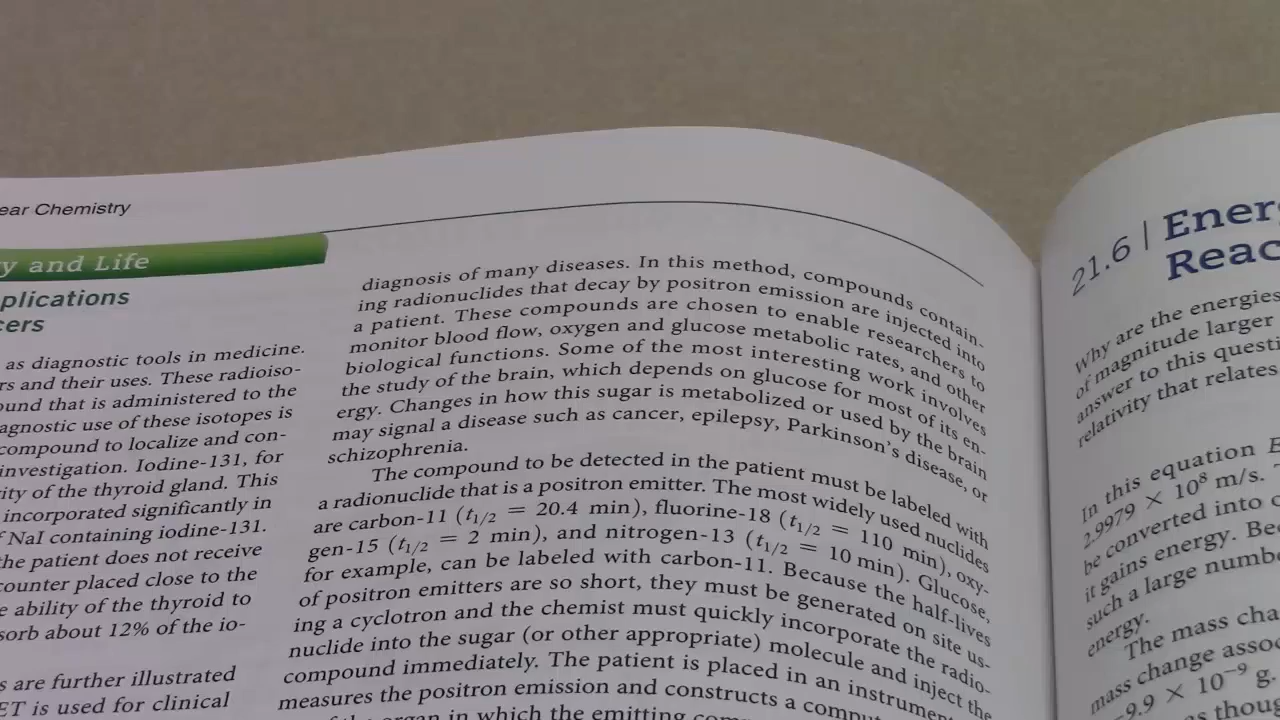 ear Chemistry
y and Life
plications
cers
as diagnostic tools in medicine.
rs and their uses. These radioiso-
ound that is administered to the
agnostic use of these isotopes is
compound to localize and con-
investigation. Iodine-131, for
ity of the thyroid gland. This
incorporated significantly in
NaI containing iodine-131.
the patient does not receive
counter placed close to the
e ability of the thyroid to
sorb about 12% of the io-
s are further illustrated
ET is used for clinical
diagnosis of many diseases. In this method, compounds contain-
ing radionuclides that decay by positron emission are injected into
a patient. These compounds are chosen to enable researchers to
monitor blood flow, oxygen and glucose metabolic rates, and other
biological functions. Some of the most interesting work involves
the study of the brain, which depends on glucose for most of its en-
ergy. Changes in how this sugar is metabolized or used by the brain
may signal a disease such as cancer, epilepsy, Parkinson's disease, or
schizophrenia.
The compound to be detected in the patient must be labeled with
a radionuclide that is a positron emitter. The most widely used nuclides
are carbon-11 (t1/2 = 20.4 min), fluorine-18 (t1/2 = 110 min), oxy-
gen-15 (t1/2 = 2 min), and nitrogen-13 (t1/2 = 10 min). Glucose,
for example, can be labeled with carbon-11. Because the half-lives
of positron emitters are so short, they must be generated on site us-
ing a cyclotron and the chemist must quickly incorporate the radio-
nuclide into the sugar (or other appropriate) molecule and inject the
compound immediately. The patient is placed in an instrument
measures the positron emission and constructs a comput
organ in which the emitting
21.6 | Ener
Reac
Why are the energies
of magnitude larger
answer to this questi
relativity that relates
In this equation E
2.9979 × 10⁸ m/s.
be converted into
it gains energy. Bec
such a large numbe
energy.
The mass cha
mass change assoc
-9.9 × 10⁻⁹ g.
as thoug